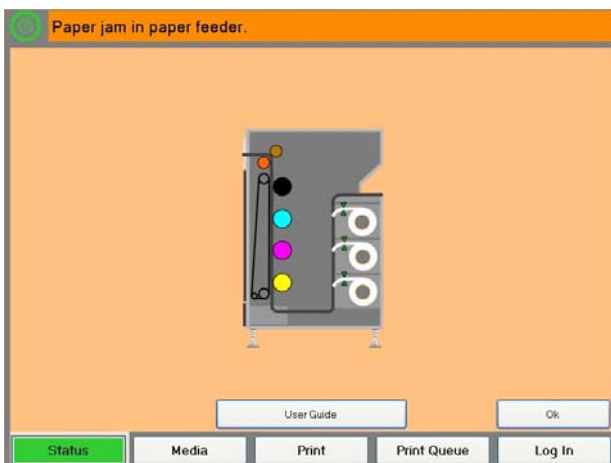 Paper jam in paper feeder.
User Guide
Ok
Status
Media
Print
Print Queue
Log In